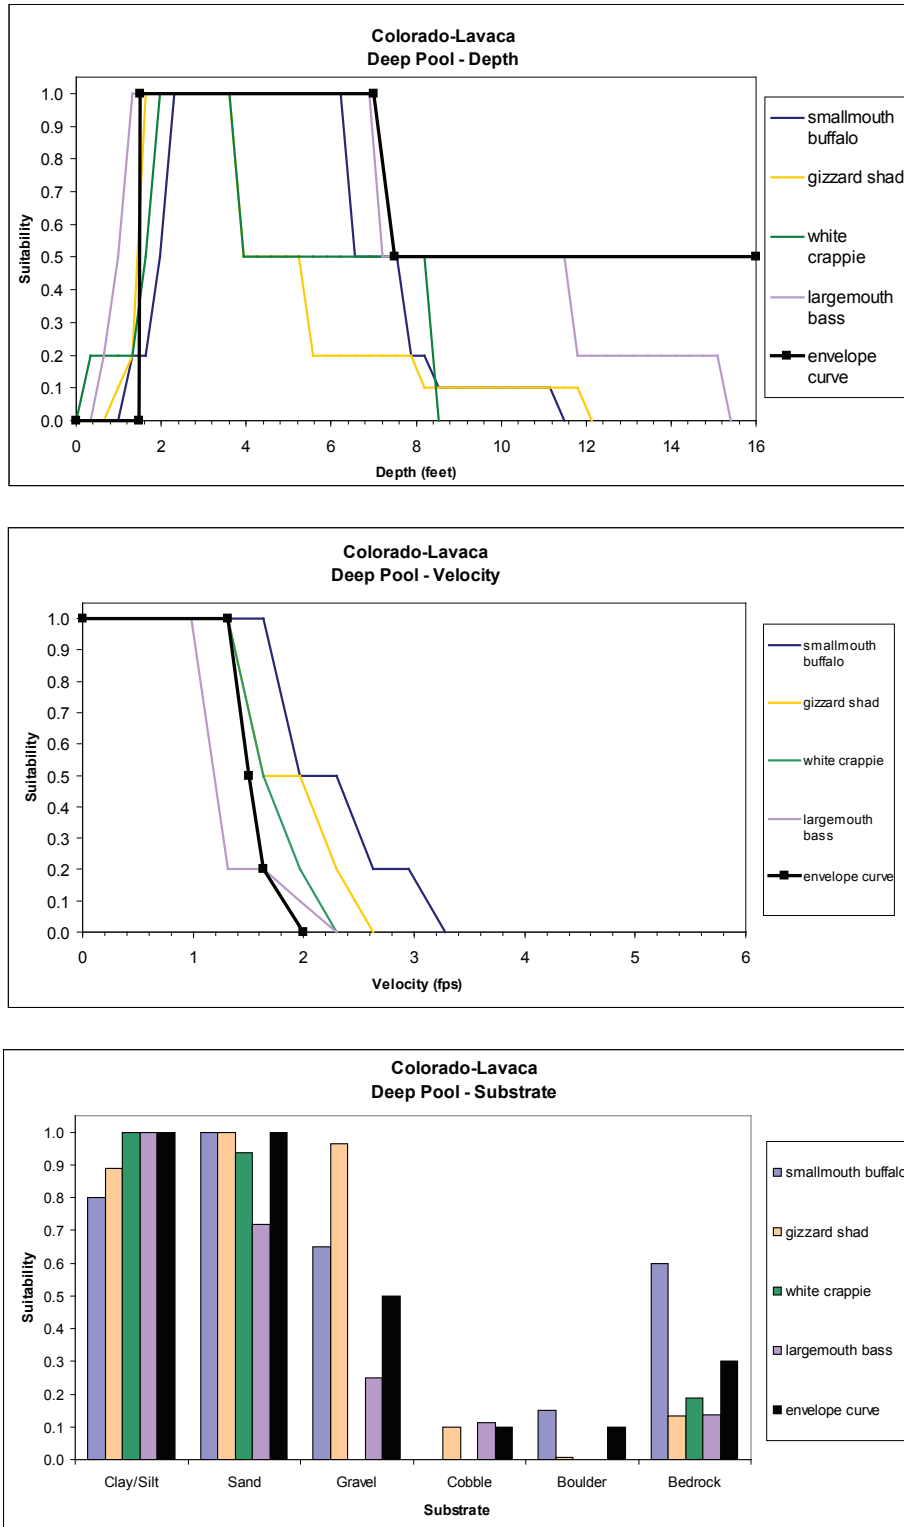 Colorado-Lavaca
Deep Pool - Depth
1.0
0.9
0.8
0.7
0.6
0.5
0.4
0.3
0.2
0.1
0.0
Suitability
0 2 4 6 8 10 12 14 16
Depth (feet)
smallmouth
buffalo
gizzard shad
white
crappie
largemouth
bass
envelope
curve
Colorado-Lavaca
Deep Pool - Velocity
1.0
0.9
0.8
0.7
0.6
0.5
0.4
0.3
0.2
0.1
0.0
Suitability
0 1 2 3 4 5 6
Velocity (fps)
smallmouth
buffalo
gizzard shad
white crappie
largemouth
bass
envelope curve
Colorado-Lavaca
Deep Pool - Substrate
1.0
0.9
0.8
0.7
0.6
0.5
0.4
0.3
0.2
0.1
0.0
Suitability
Clay/Silt Sand Gravel Cobble Boulder Bedrock
Substrate
smallmouth buffalo
gizzard shad
white crappie
largemouth bass
envelope curve